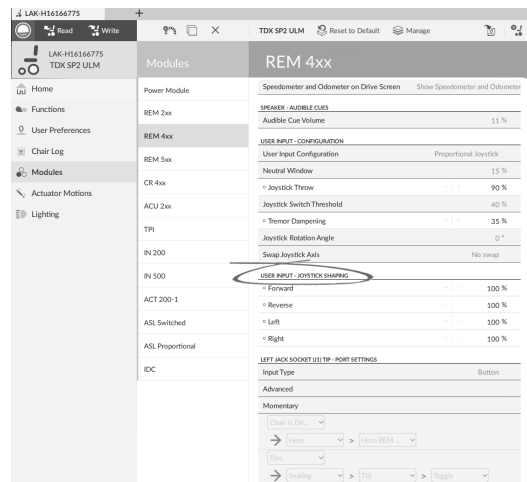 LAK-H16166775 +
Read Write TDX SP2 ULM Reset to Default Manage
LAK-H16166775
TDX SP2 ULM
Modules
REM 4xx
Home
Functions
User Preferences
Chair Log
Modules
Actuator Motions
Lighting
Power Module
REM 2xx
REM 4xx
REM 5xx
CR 4xx
ACU 2xx
TPI
IN 200
IN 500
ACT 200-1
ASL Switched
ASL Proportional
IDC
Speedometer and Odometer on Drive Screen Show Speedometer and Odometer
SPEAKER - AUDIBLE CUES
Audible Cue Volume 11 %
USER INPUT - CONFIGURATION
User Input Configuration Proportional Joystick
Neutral Window 15 %
Joystick Throw - + 90 %
Joystick Switch Threshold 40 %
Tremor Dampening - + 35 %
Joystick Rotation Angle 0 °
Swap Joystick Axis No swap
USER INPUT - JOYSTICK SHAPING
Forward 100 %
Reverse 100 %
Left 100 %
Right 100 %
LEFT JACK SOCKET (J1) TIP - PORT SETTINGS
Input Type Button
Advanced
Momentary
Chair is Dri...
Horn > Horn REM ...
Else
Seating > Tilt > Toggle